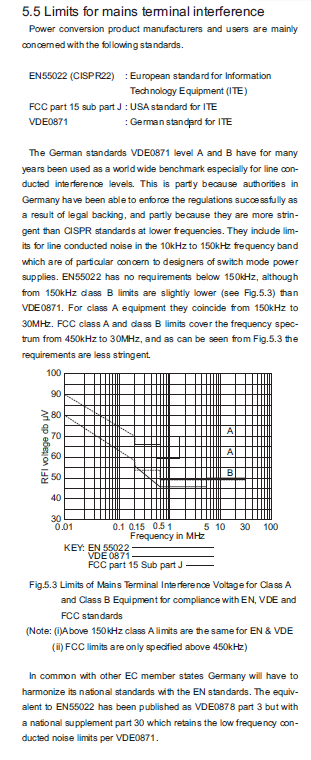 5.5 Limits for mains terminal interference
Power conversion product manufacturers and users are mainly
concerned with the following standards.
EN55022 (CISPR22) : European standard for Information
Technology Equipment (ITE)
FCC part 15 sub part J : USA standard for ITE
VDE0871 : German standard for ITE
The German standards VDE0871 level A and B have for many
years been used as a world wide benchmark especially for line con-
ducted interference levels. This is partly because authorities in
Germany have been able to enforce the regulations successfully as
a result of legal backing, and partly because they are more strin-
gent than CISPR standards at lower frequencies. They include lim-
its for line conducted noise in the 10kHz to 150kHz frequency band
which are of particular concern to designers of switch mode power
supplies. EN55022 has no requirements below 150kHz, although
from 150kHz class B limits are slightly lower (see Fig.5.3) than
VDE0871. For class A equipment they coincide from 150kHz to
30MHz. FCC class A and class B limits cover the frequency spec-
trum from 450kHz to 30MHz, and as can be seen from Fig.5.3 the
requirements are less stringent.
100
90
80
70
60
50
40
30
RFI voltage db μV
A
A
B
0.01 0.1 0.15 0.5 1 5 10 30 100
Frequency in MHz
KEY: EN 55022
VDE 0871
FCC part 15 Sub part J
Fig.5.3 Limits of Mains Terminal Interference Voltage for Class A
and Class B Equipment for compliance with EN, VDE and
FCC standards
(Note: (i)Above 150kHz class A limits are the same for EN & VDE
(ii) FCC limits are only specified above 450kHz)
In common with other EC member states Germany will have to
harmonize its national standards with the EN standards. The equiv-
alent to EN55022 has been published as VDE0878 part 3 but with
a national supplement part 30 which retains the low frequency con-
ducted noise limits per VDE0871.